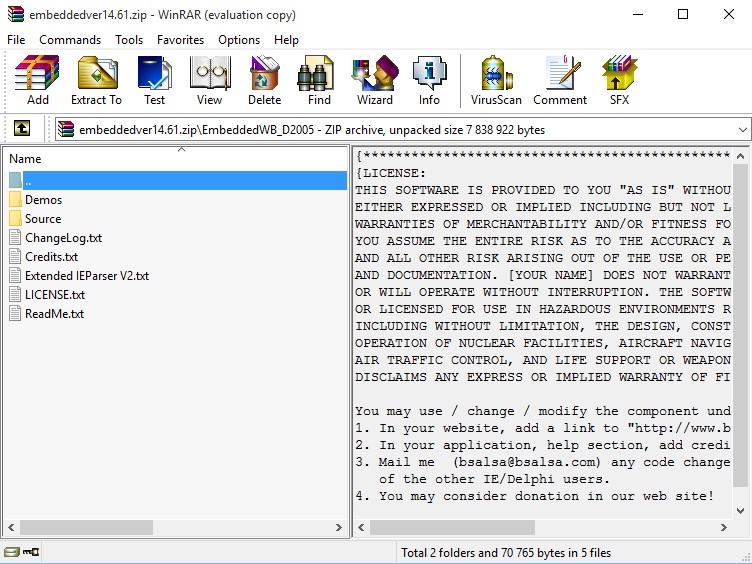 embeddedver14.61.zip - WinRAR (evaluation copy)
File Commands Tools Favorites Options Help
Add Extract To Test View Delete Find Wizard Info VirusScan Comment SFX
embeddedver14.61.zip\EmbeddedWB_D2005 - ZIP archive, unpacked size 7 838 922 bytes
Name
..
Demos
Source
ChangeLog.txt
Credits.txt
Extended IEParser V2.txt
LICENSE.txt
ReadMe.txt
{***********************************************
{LICENSE:
THIS SOFTWARE IS PROVIDED TO YOU "AS IS" WITHOU
EITHER EXPRESSED OR IMPLIED INCLUDING BUT NOT L
WARRANTIES OF MERCHANTABILITY AND/OR FITNESS FO
YOU ASSUME THE ENTIRE RISK AS TO THE ACCURACY A
AND ALL OTHER RISK ARISING OUT OF THE USE OR PE
AND DOCUMENTATION. [YOUR NAME] DOES NOT WARRANT
OR WILL OPERATE WITHOUT INTERRUPTION. THE SOFTW
OR LICENSED FOR USE IN HAZARDOUS ENVIRONMENTS R
INCLUDING WITHOUT LIMITATION, THE DESIGN, CONST
OPERATION OF NUCLEAR FACILITIES, AIRCRAFT NAVIG
AIR TRAFFIC CONTROL, AND LIFE SUPPORT OR WEAPON
DISCLAIMS ANY EXPRESS OR IMPLIED WARRANTY OF FI
You may use / change / modify the component und
1. In your website, add a link to "http://www.b
2. In your application, help section, add credi
3. Mail me (bsalsa@bsalsa.com) any code change
of the other IE/Delphi users.
4. You may consider donation in our web site!
Total 2 folders and 70 765 bytes in 5 files